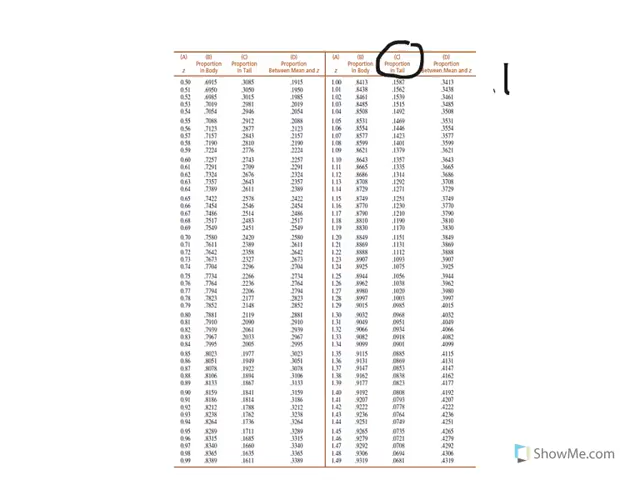 (A) (B) (C) (D) (A) (B) (C) (D)
Proportion Proportion Proportion Proportion Proportion Proportion
z in Body in Tail Between Mean and z z in Body in Tail Between Mean and z
.1
0.50 .6915 .3085 .1915 1.00 .8413 .1587 .3413
0.51 .6950 .3050 .1950 1.01 .8438 .1562 .3438
0.52 .6985 .3015 .1985 1.02 .8461 .1539 .3461
0.53 .7019 .2981 .2019 1.03 .8485 .1515 .3485
0.54 .7054 .2946 .2054 1.04 .8508 .1492 .3508
0.55 .7088 .2912 .2088 1.05 .8531 .1469 .3531
0.56 .7123 .2877 .2123 1.06 .8554 .1446 .3554
0.57 .7157 .2843 .2157 1.07 .8577 .1423 .3577
0.58 .7190 .2810 .2190 1.08 .8599 .1401 .3599
0.59 .7224 .2776 .2224 1.09 .8621 .1379 .3621
0.60 .7257 .2743 .2257 1.10 .8643 .1357 .3643
0.61 .7291 .2709 .2291 1.11 .8665 .1335 .3665
0.62 .7324 .2676 .2324 1.12 .8686 .1314 .3686
0.63 .7357 .2643 .2357 1.13 .8708 .1292 .3708
0.64 .7389 .2611 .2389 1.14 .8729 .1271 .3729
0.65 .7422 .2578 .2422 1.15 .8749 .1251 .3749
0.66 .7454 .2546 .2454 1.16 .8770 .1230 .3770
0.67 .7486 .2514 .2486 1.17 .8790 .1210 .3790
0.68 .7517 .2483 .2517 1.18 .8810 .1190 .3810
0.69 .7549 .2451 .2549 1.19 .8830 .1170 .3830
0.70 .7580 .2420 .2580 1.20 .8849 .1151 .3849
0.71 .7611 .2389 .2611 1.21 .8869 .1131 .3869
0.72 .7642 .2358 .2642 1.22 .8888 .1112 .3888
0.73 .7673 .2327 .2673 1.23 .8907 .1093 .3907
0.74 .7704 .2296 .2704 1.24 .8925 .1075 .3925
0.75 .7734 .2266 .2734 1.25 .8944 .1056 .3944
0.76 .7764 .2236 .2764 1.26 .8962 .1038 .3962
0.77 .7794 .2206 .2794 1.27 .8980 .1020 .3980
0.78 .7823 .2177 .2823 1.28 .8997 .1003 .3997
0.79 .7852 .2148 .2852 1.29 .9015 .0985 .4015
0.80 .7881 .2119 .2881 1.30 .9032 .0968 .4032
0.81 .7910 .2090 .2910 1.31 .9049 .0951 .4049
0.82 .7939 .2061 .2939 1.32 .9066 .0934 .4066
0.83 .7967 .2033 .2967 1.33 .9082 .0918 .4082
0.84 .7995 .2005 .2995 1.34 .9099 .0901 .4099
0.85 .8023 .1977 .3023 1.35 .9115 .0885 .4115
0.86 .8051 .1949 .3051 1.36 .9131 .0869 .4131
0.87 .8078 .1922 .3078 1.37 .9147 .0853 .4147
0.88 .8106 .1894 .3106 1.38 .9162 .0838 .4162
0.89 .8133 .1867 .3133 1.39 .9177 .0823 .4177
0.90 .8159 .1841 .3159 1.40 .9192 .0808 .4192
0.91 .8186 .1814 .3186 1.41 .9207 .0793 .4207
0.92 .8212 .1788 .3212 1.42 .9222 .0778 .4222
0.93 .8238 .1762 .3238 1.43 .9236 .0764 .4236
0.94 .8264 .1736 .3264 1.44 .9251 .0749 .4251
0.95 .8289 .1711 .3289 1.45 .9265 .0735 .4265
0.96 .8315 .1685 .3315 1.46 .9279 .0721 .4279
0.97 .8340 .1660 .3340 1.47 .9292 .0708 .4292
0.98 .8365 .1635 .3365 1.48 .9306 .0694 .4306
0.99 .8389 .1611 .3389 1.49 .9319 .0681 .4319
ShowMe.com